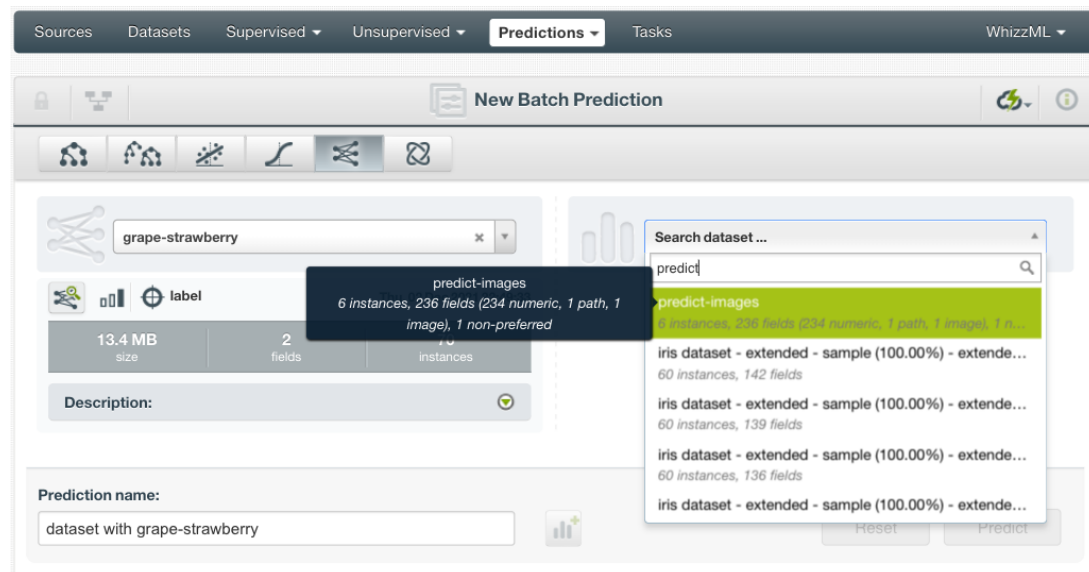 Sources Datasets Supervised Unsupervised Predictions Tasks WhizzML
New Batch Prediction
grape-strawberry
Search dataset ...
predict
label
predict-images
6 instances, 236 fields (234 numeric, 1 path, 1
image), 1 non-preferred
predict-images
6 instances, 236 fields (234 numeric, 1 path, 1 image), 1 n...
13.4 MB
size
2
fields
instances
iris dataset - extended - sample (100.00%) - extende...
60 instances, 142 fields
Description:
iris dataset - extended - sample (100.00%) - extende...
60 instances, 139 fields
iris dataset - extended - sample (100.00%) - extende...
60 instances, 136 fields
iris dataset - extended - sample (100.00%) - extende...
Prediction name:
dataset with grape-strawberry
Reset
Predict